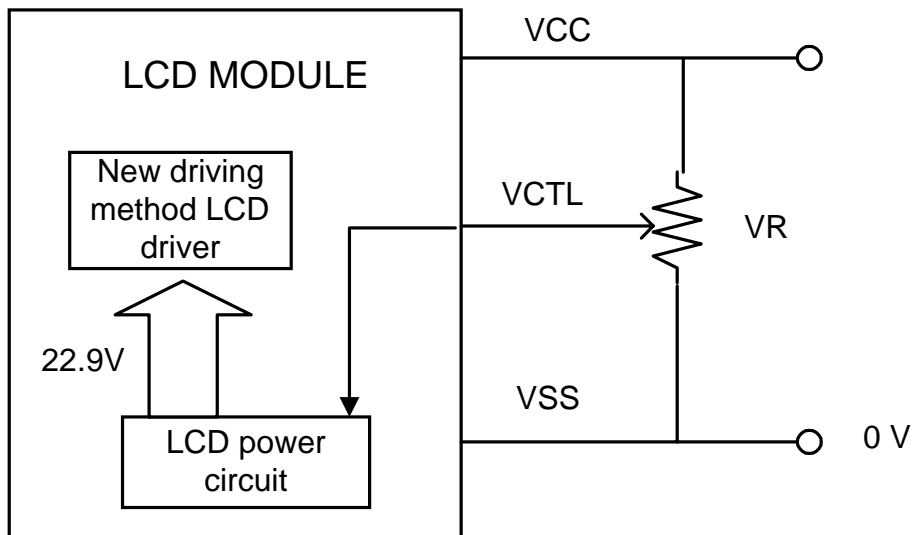 VCC
LCD MODULE
New driving
method LCD
driver
VCTL
VR
22.9V
VSS
LCD power
circuit
0 V